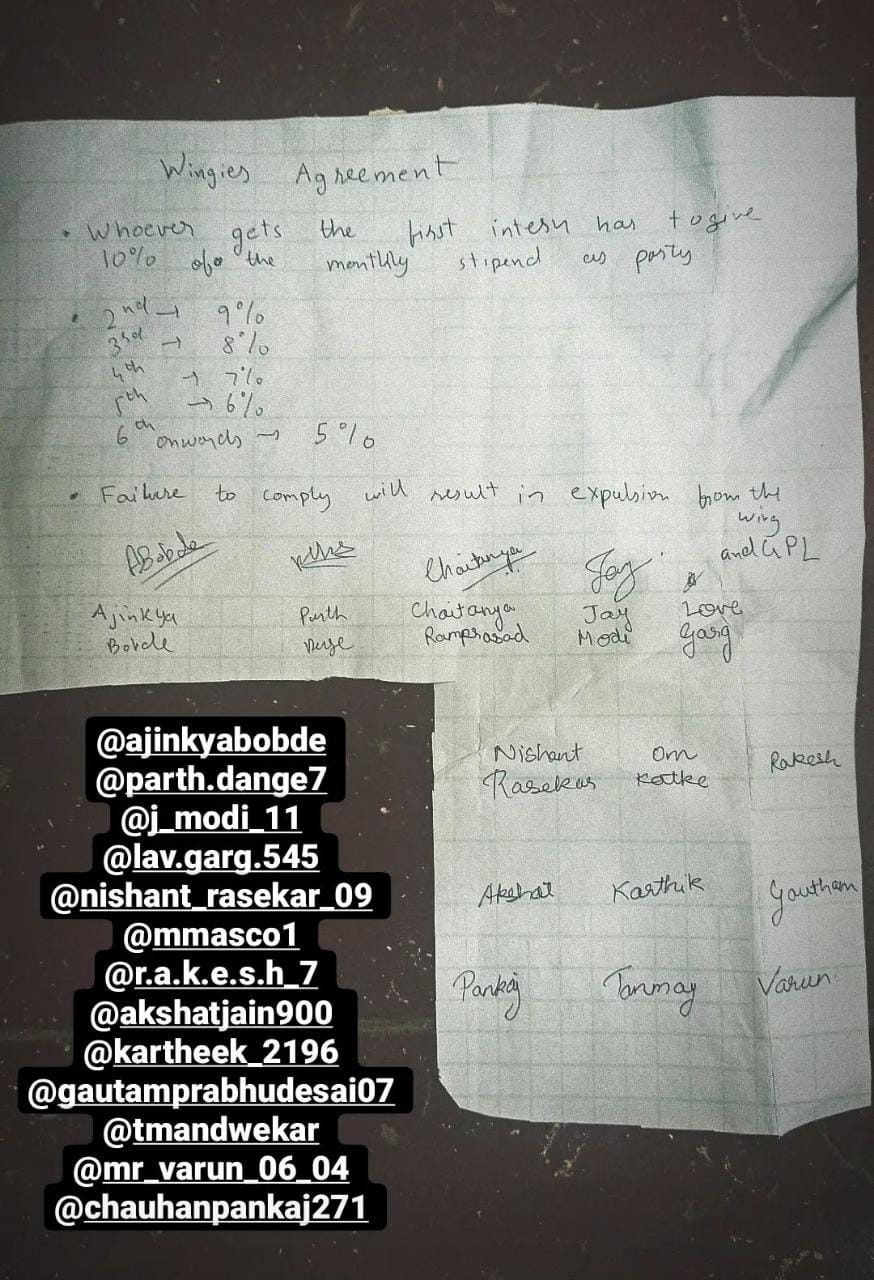 Wingies Agreement
• Whoever gets the first intern has to give
10% of the monthly stipend as party
• 2nd → 9%
3rd → 8%
4th → 7%
5th → 6%
6th onwards → 5%
• Failure to comply will result in expulsion from the
wing
and GPL
ABobde Chaitanya Jay
Ajinkya Parth Chaitanya Jay Love
Bobde Ramprasad Modi Garg
Nishant Om Rakesh
Rasekar Katke
Akshat Karthik Goutham
Pankaj Tanmay Varun
@ajinkyabobde
@parth.dange7
@j_modi_11
@lav.garg.545
@nishant_rasekar_09
@mmasco1
@r.a.k.e.s.h_7
@akshatjain900
@kartheek_2196
@gautamprabhudesai07
@tmandwekar
@mr_varun_06_04
@chauhanpankaj271